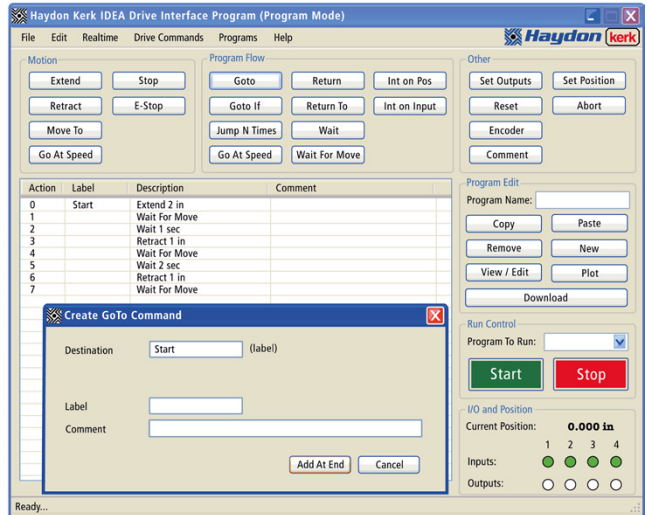 Haydon Kerk IDEA Drive Interface Program (Program Mode)
File Edit Realtime Drive Commands Programs Help
Haydon kerk
Motion
Extend Stop
Retract E-Stop
Move To
Go At Speed
Program Flow
Goto Return Int on Pos
Goto If Return To Int on Input
Jump N Times Wait
Go At Speed Wait For Move
Other
Set Outputs Set Position
Reset Abort
Encoder
Comment
Action Label Description Comment
0 Start Extend 2 in
1 Wait For Move
2 Wait 1 sec
3 Retract 1 in
4 Wait For Move
5 Wait 2 sec
6 Retract 1 in
7 Wait For Move
Create GoTo Command
Destination Start (label)
Label
Comment
Add At End Cancel
Program Edit
Program Name:
Copy Paste
Remove New
View / Edit Plot
Download
Run Control
Program To Run:
Start Stop
I/O and Position
Current Position: 0.000 in
1 2 3 4
Inputs:
Outputs:
Ready...